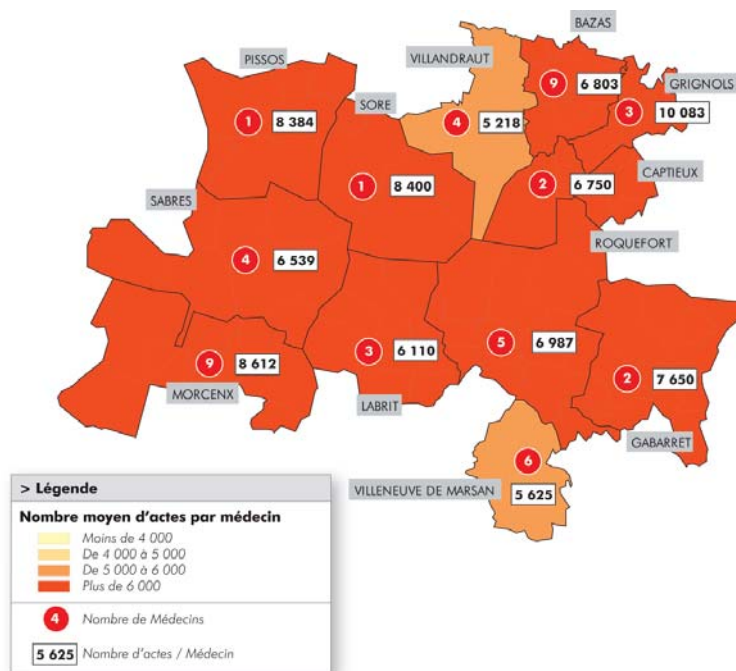 BAZAS
PISSOS
VILLANDRAUT
9 6 803
GRIGNOLS
SORE
3 10 083
1 8 384
4 5 218
CAPTIEUX
2 6 750
1 8 400
SABRES
ROQUEFORT
4 6 539
5 6 987
3 6 110
9 8 612
2 7 650
MORCENX
LABRIT
GABARRET
6
VILLENEUVE DE MARSAN
5 625
> Légende
Nombre moyen d'actes par médecin
Moins de 4 000
De 4 000 à 5 000
De 5 000 à 6 000
Plus de 6 000
4 Nombre de Médecins
5 625 Nombre d'actes / Médecin